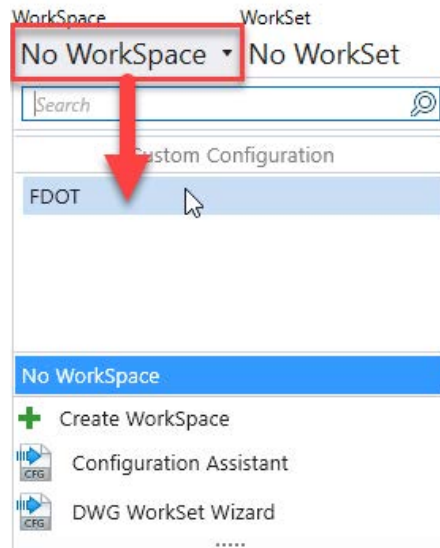 WorkSpace WorkSet
No WorkSpace No WorkSet
Search
Custom Configuration
FDOT
No WorkSpace
Create WorkSpace
CFG Configuration Assistant
CFG DWG WorkSet Wizard